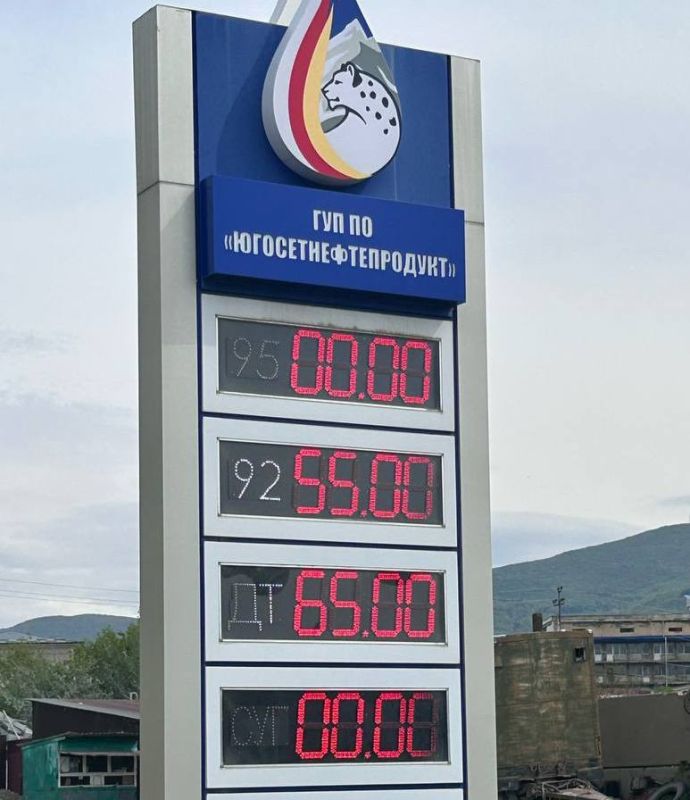 ГУП ПО
«ЮГОСЕТНЕФТЕПРОДУКТ»
95 00.00
92 55.00
ДТ 65.00
СУГ 00.00